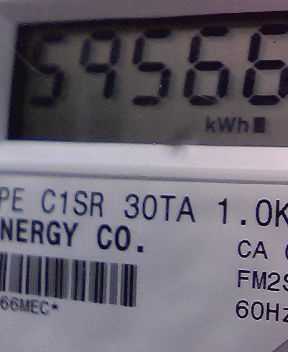 59566
kWh
PE C1SR 30TA 1.0K
NERGY CO.
CA
FM2S
66MEC*
60Hz